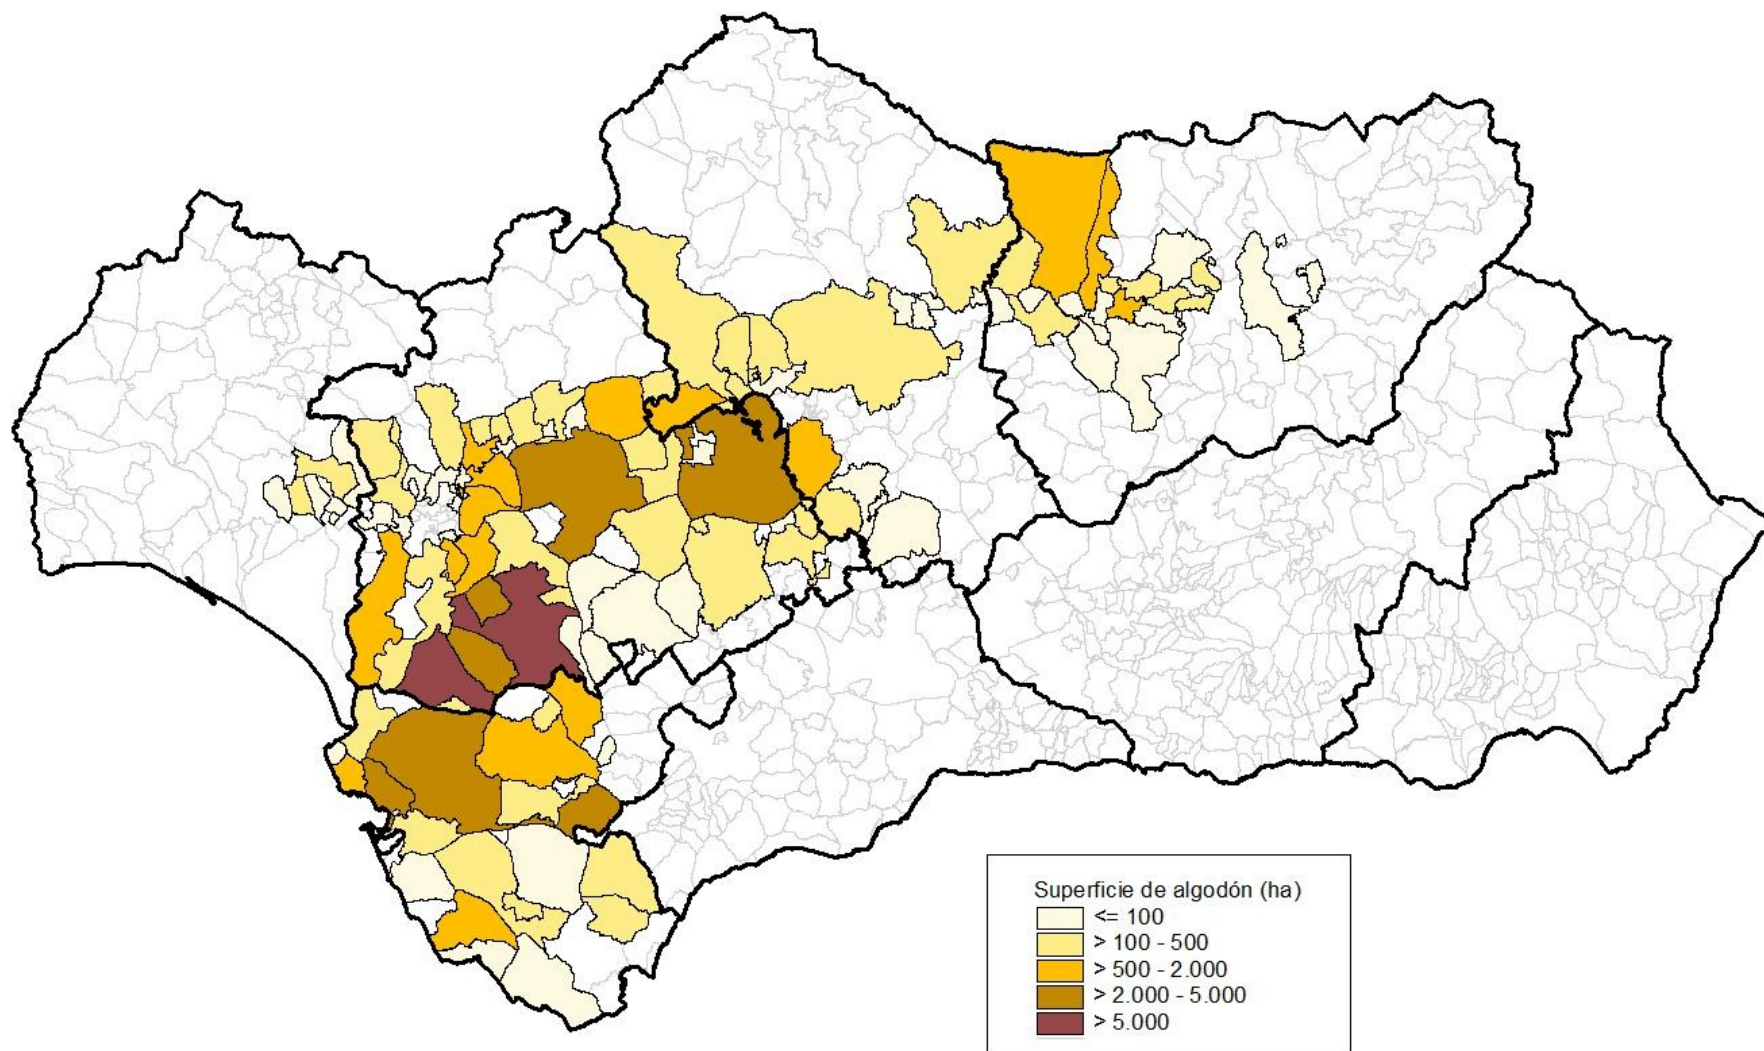 Superficie de algodón (ha)
<= 100
> 100 - 500
> 500 - 2.000
> 2.000 - 5.000
> 5.000